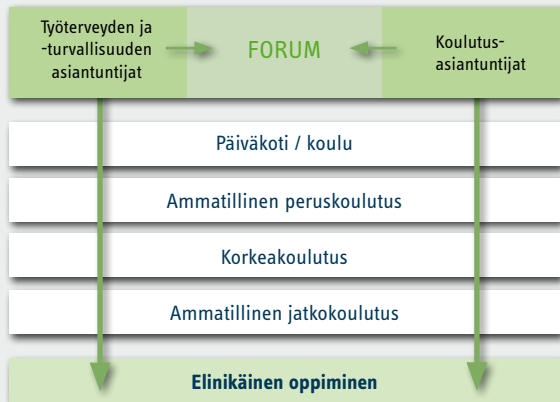 Työterveyden ja
-turvallisuuden
asiantuntijat
FORUM
Koulutus-
asiantuntijat
Päiväkoti / koulu
Ammatillinen peruskoulutus
Korkeakoulutus
Ammatillinen jatkokoulutus
Elinikäinen oppiminen